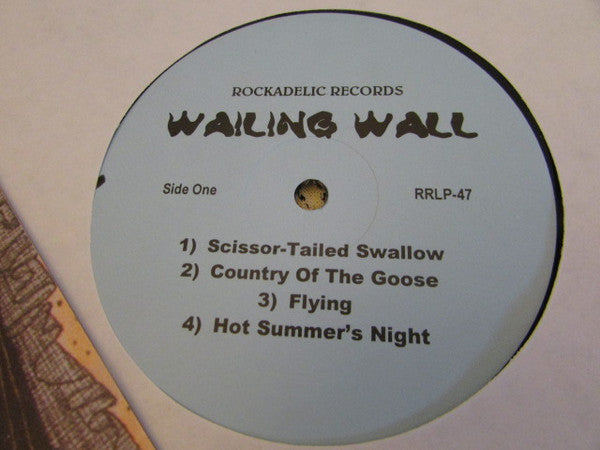 ROCKADELIC RECORDS
WAILING WALL
Side One
RRLP-47
1) Scissor-Tailed Swallow
2) Country Of The Goose
3) Flying
4) Hot Summer's Night